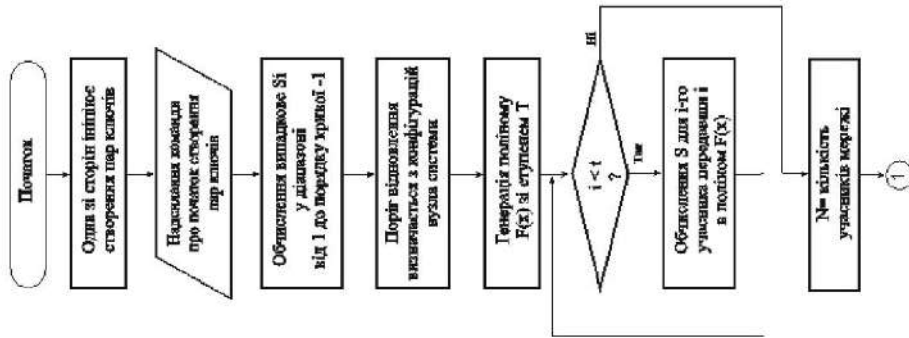 Початок
Один зі сторін ініціює
створення пар ключів
Надсилання команди
про початок створення
пар ключів
Обчислення випадкове Si
у діапазоні
від 1 до порядку кривої -1
Поріг відновлення
визначається з конфігурацій
вузла системи
Генерація поліному
F(x) зі ступенем T
i < t
?
Так
Ні
Обчислення S для i-го
учасника передавши i
в поліном F(x)
N= кількість
учасників мережі
1